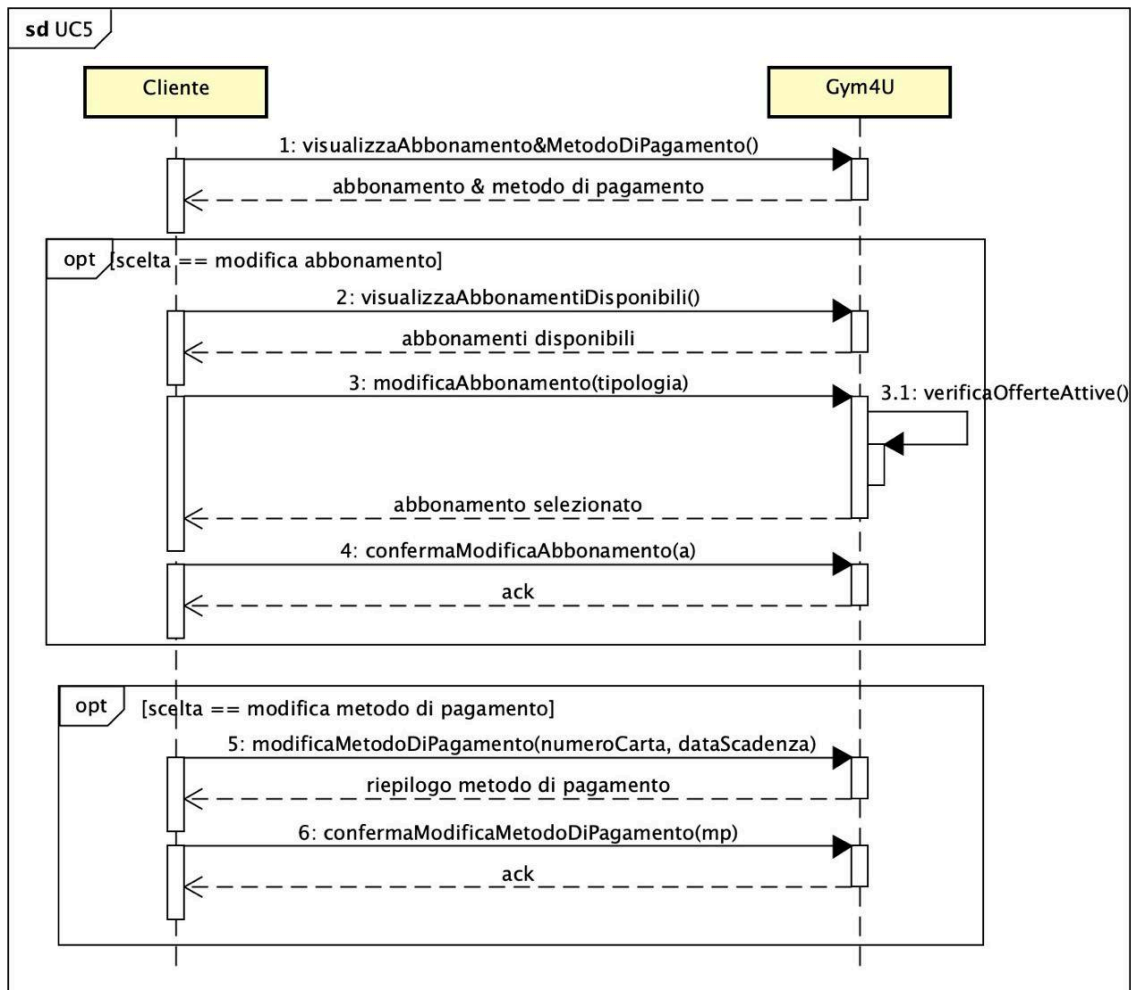 sd UC5
Cliente
Gym4U
1: visualizzaAbbonamento&MetodoDiPagamento()
abbonamento & metodo di pagamento
opt [scelta == modifica abbonamento]
2: visualizzaAbbonamentiDisponibili()
abbonamenti disponibili
3: modificaAbbonamento(tipologia)
3.1: verificaOfferteAttive()
abbonamento selezionato
4: confermaModificaAbbonamento(a)
ack
opt [scelta == modifica metodo di pagamento]
5: modificaMetodoDiPagamento(numeroCarta, dataScadenza)
riepilogo metodo di pagamento
6: confermaModificaMetodoDiPagamento(mp)
ack